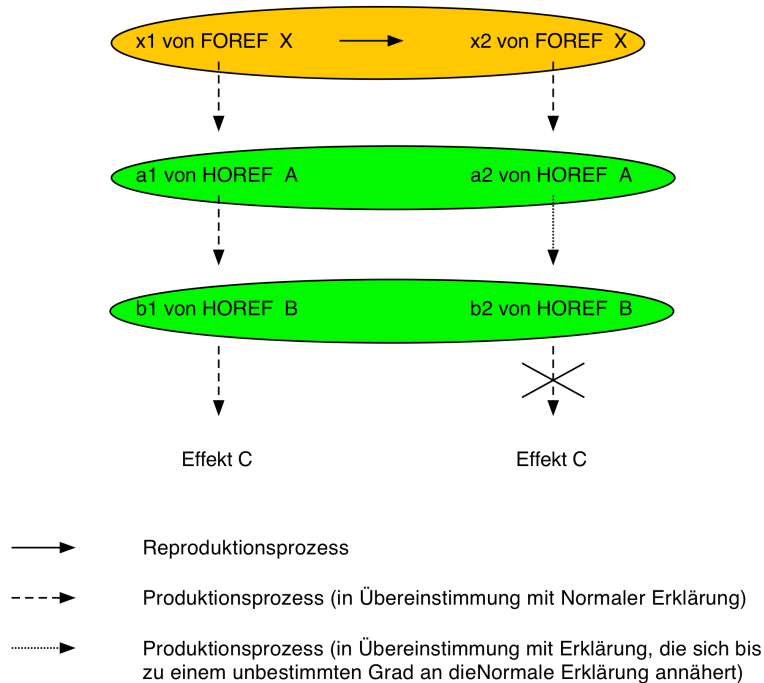 x1 von FOREF X x2 von FOREF X
a1 von HOREF A a2 von HOREF A
b1 von HOREF B b2 von HOREF B
Effekt C Effekt C
Reproduktionsprozess
Produktionsprozess (in Übereinstimmung mit Normaler Erklärung)
Produktionsprozess (in Übereinstimmung mit Erklärung, die sich bis
zu einem unbestimmten Grad an dieNormale Erklärung annähert)